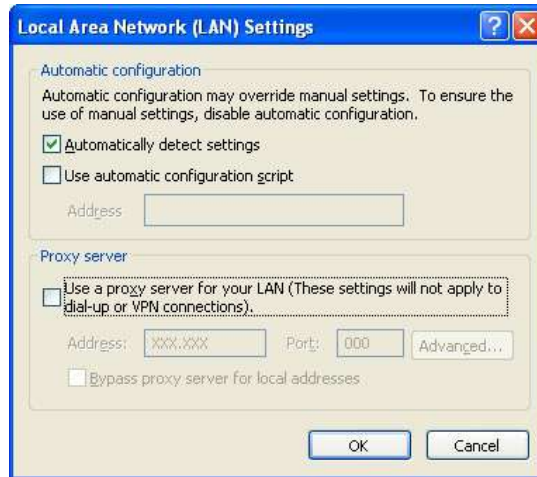 Local Area Network (LAN) Settings
Automatic configuration
Automatic configuration may override manual settings. To ensure the
use of manual settings, disable automatic configuration.
Automatically detect settings
Use automatic configuration script
Address
Proxy server
Use a proxy server for your LAN (These settings will not apply to
dial-up or VPN connections).
Address: xxx.xxx Port: 000 Advanced...
Bypass proxy server for local addresses
OK Cancel